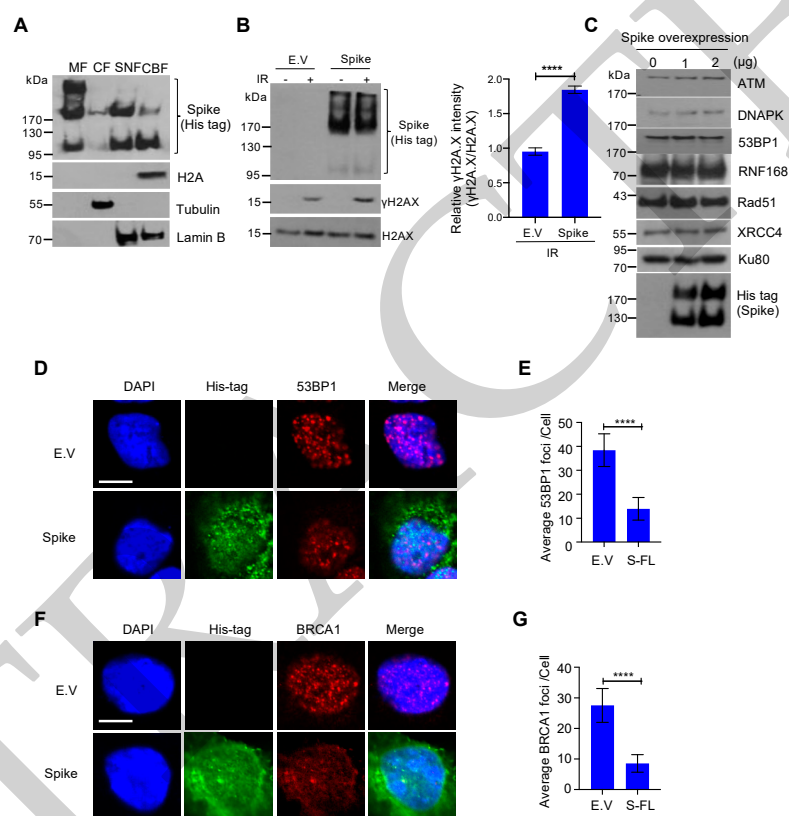 A
MF CF SNF CBF
kDa
170
130
95
Spike
(His tag)
15
H2A
55
Tubulin
70
Lamin B
B
E.V Spike
IR - + - +
kDa
170
130
95
Spike
(His tag)
15
γH2AX
15
H2AX
****
Relative γH2A.X intensity
(γH2A.X/H2A.X)
2.0
1.5
1.0
0.5
0.0
E.V Spike
IR
C
Spike overexpression
0 1 2 (μg)
kDa
170
ATM
DNAPK
170
53BP1
70
RNF168
43
Rad51
55
XRCC4
95
70
Ku80
170
130
His tag
(Spike)
D
DAPI His-tag 53BP1 Merge
E.V
Spike
E
Average 53BP1 foci /Cell
50
40
30
20
10
0
****
E.V S-FL
F
DAPI His-tag BRCA1 Merge
E.V
Spike
G
Average BRCA1 foci /Cell
40
30
20
10
0
****
E.V S-FL